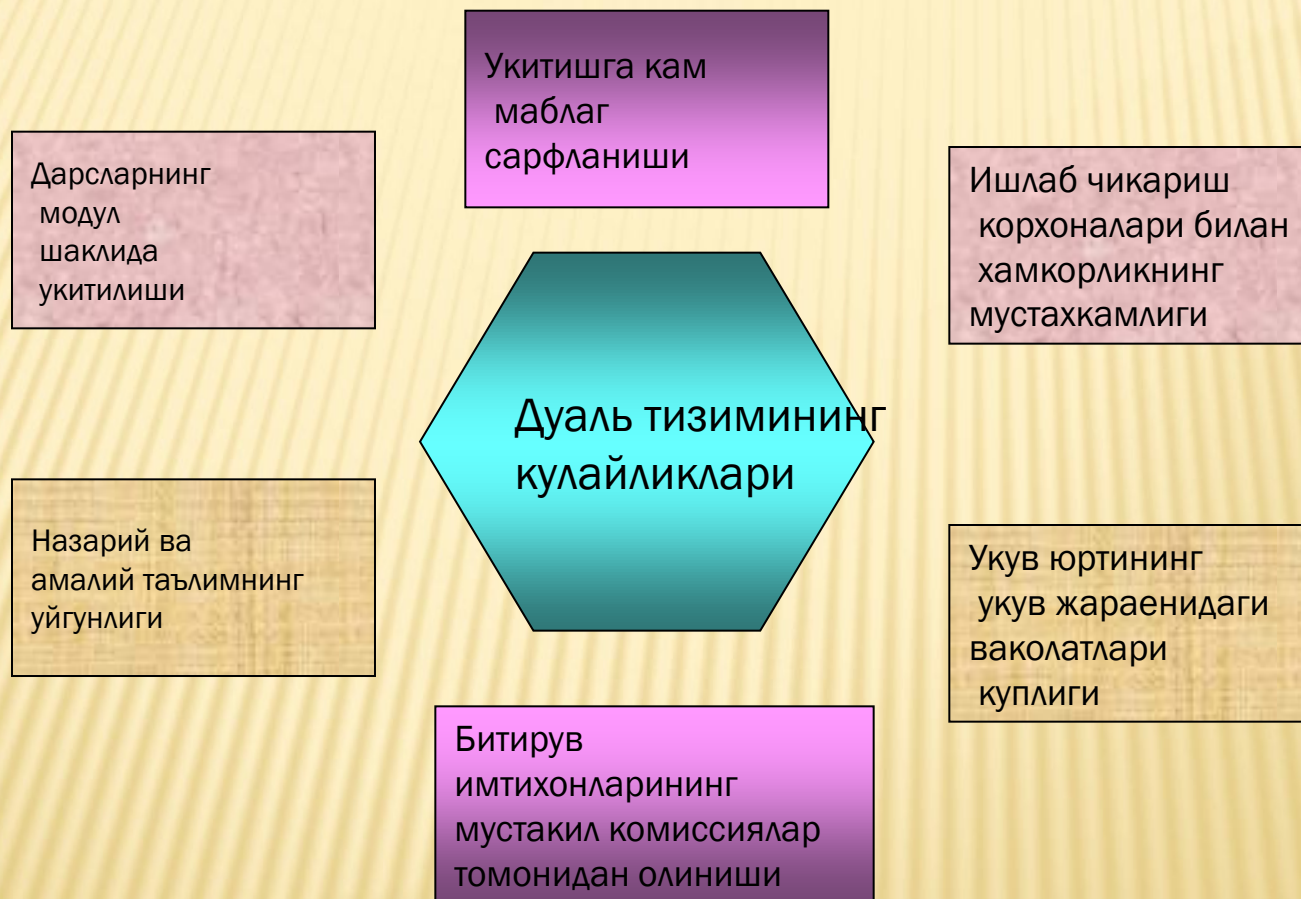 Укитишга кам
маблаг
сарфланиши
Дарсларнинг
модул
шаклида
укитилиши
Ишлаб чикариш
корхоналари билан
хамкорликнинг
мустахкамлиги
Дуаль тизимининг
кулайликлари
Назарий ва
амалий таълимнинг
уйгунлиги
Укув юртининг
укув жараенидаги
ваколатлари
куплиги
Битирув
имтихонларининг
мустакил комиссиялар
томонидан олиниши